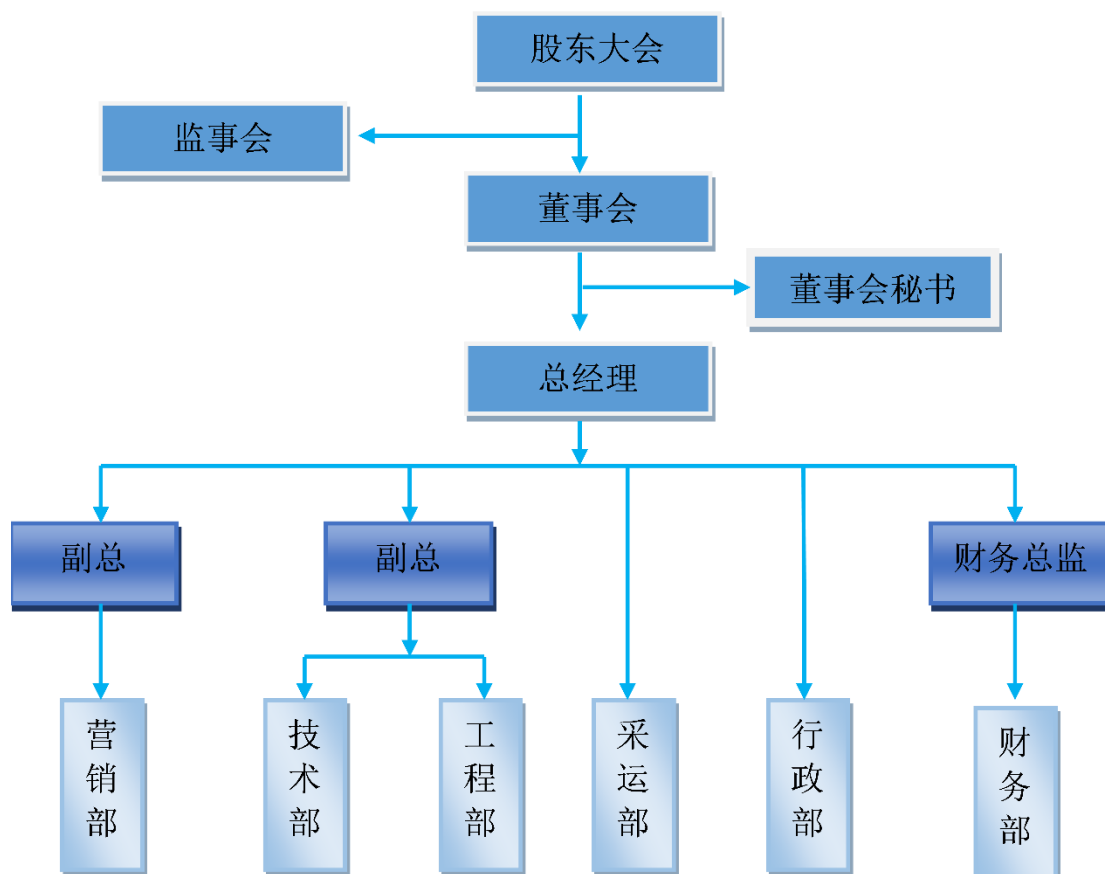 股东大会
监事会
董事会
董事会秘书
总经理
副总
副总
财务总监
营销部
技术部
工程部
采运部
行政部
财务部